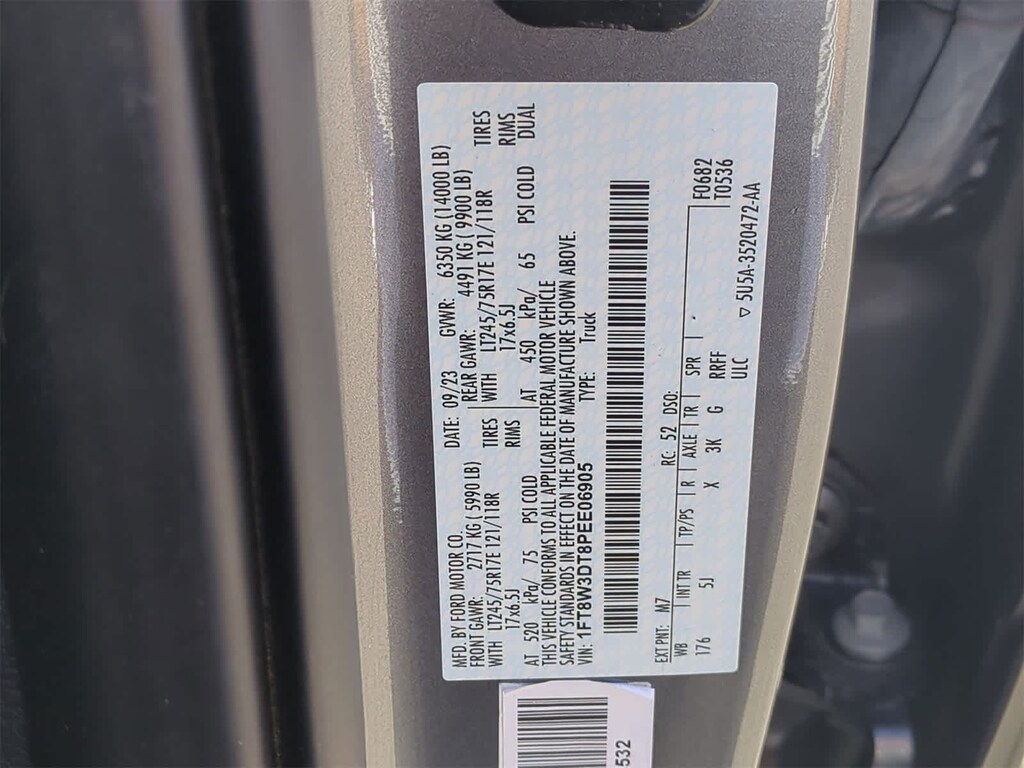 MFD. BY FORD MOTOR CO.
DATE: 09/23 GVWR: 6350 KG (14000 LB)
FRONT GAWR: 2717 KG (5990 LB)
REAR GAWR: 4491 KG (9900 LB)
WITH LT245/75R17E 121/118R TIRES
WITH LT245/75R17E 121/118R TIRES
17x6.5J RIMS
17x6.5J RIMS
AT 520 kPa/ 75 PSI COLD
AT 450 kPa/ 65 PSI COLD DUAL
THIS VEHICLE CONFORMS TO ALL APPLICABLE FEDERAL MOTOR VEHICLE
SAFETY STANDARDS IN EFFECT ON THE DATE OF MANUFACTURE SHOWN ABOVE.
VIN: 1FT8W3DT8PEE06905 TYPE: Truck
EXT PNT: M7 RC: 52 DSO: F0682
WB INT TR TP/PS R AXLE TR SPR T0536
176 5J X 3K G RRFF
ULC
▽ 5U5A-3520472-AA
532